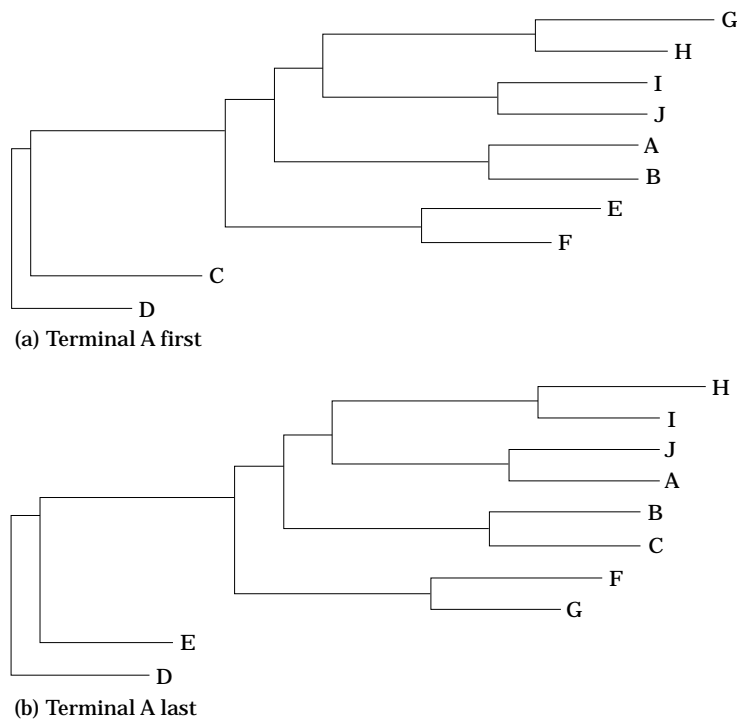 G
H
I
J
A
B
E
F
C
D
(a) Terminal A first
H
I
J
A
B
C
F
G
E
D
(b) Terminal A last